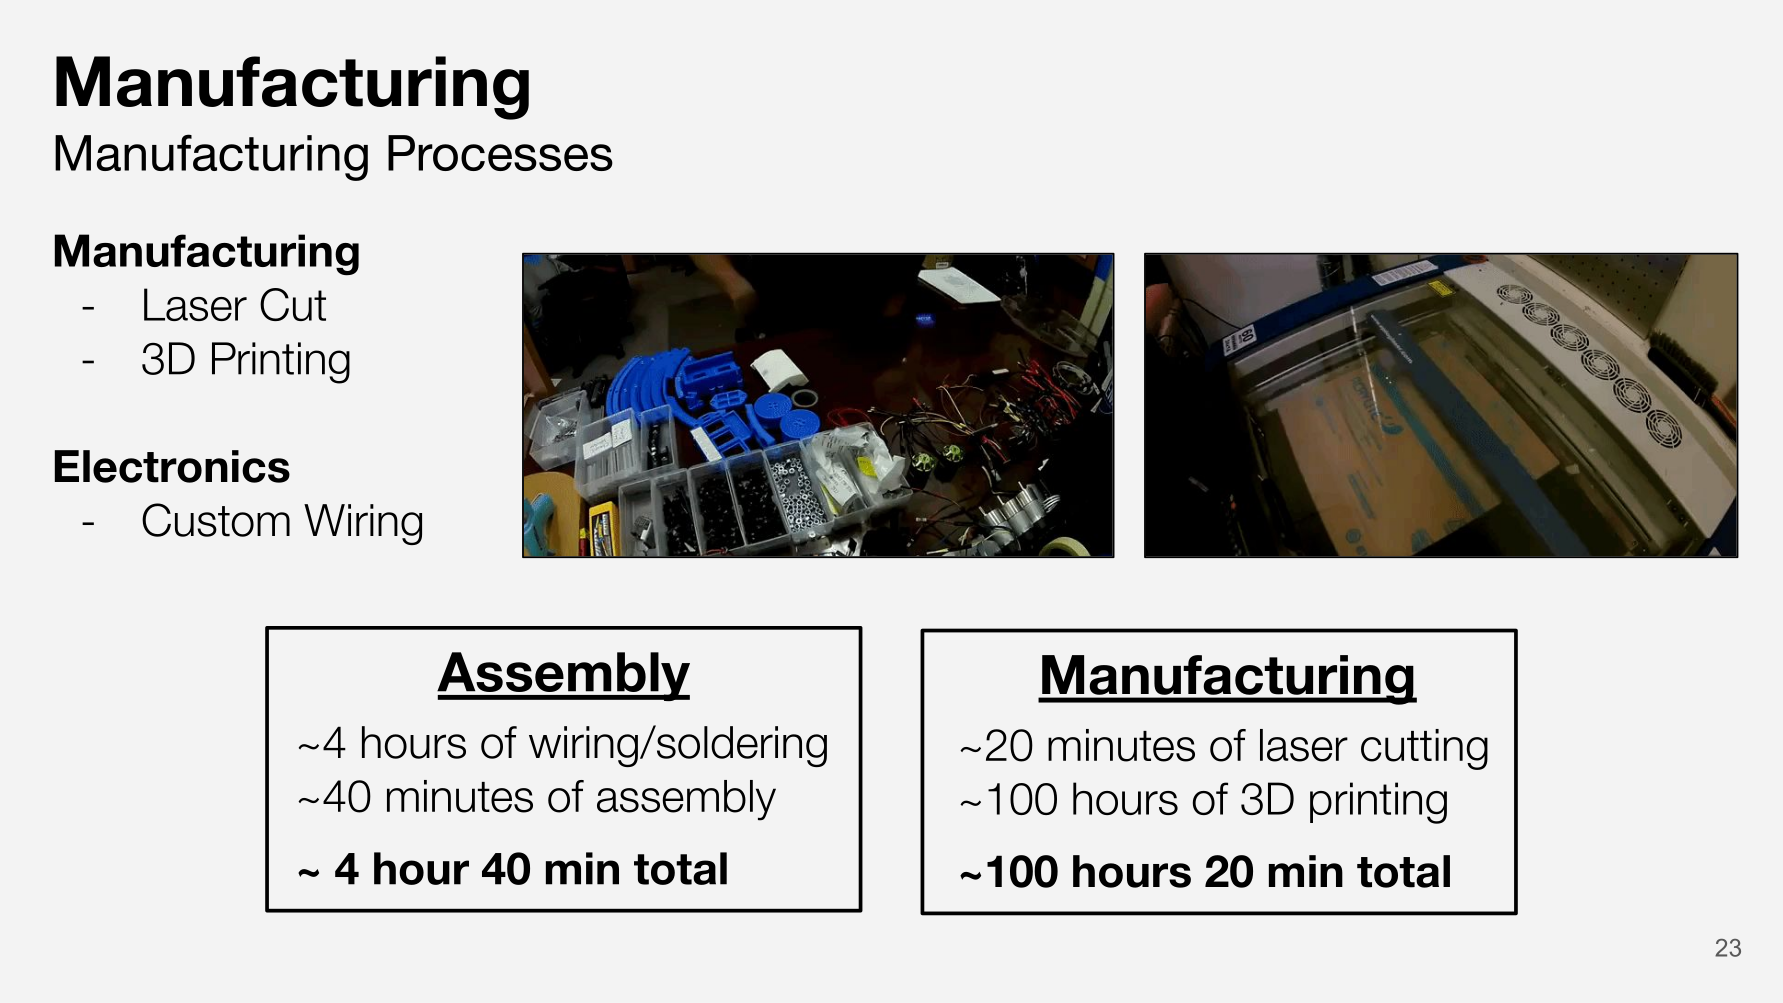 Manufacturing
Manufacturing Processes
Manufacturing
- Laser Cut
- 3D Printing
Electronics
- Custom Wiring
60
Assembly
~4 hours of wiring/soldering
~40 minutes of assembly
~ 4 hour 40 min total
Manufacturing
~20 minutes of laser cutting
~100 hours of 3D printing
~100 hours 20 min total
23